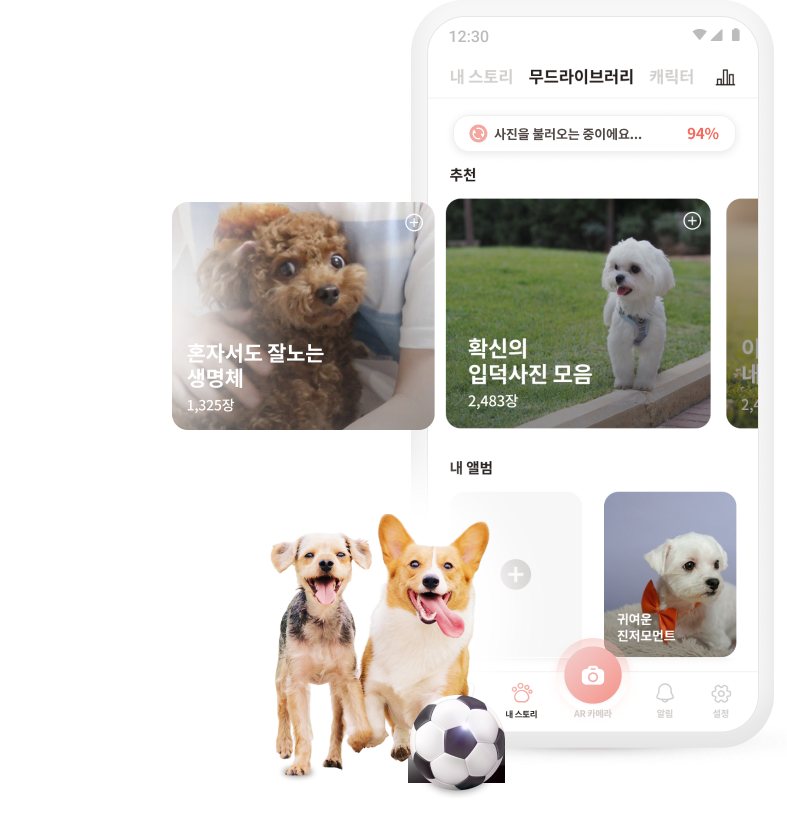 12:30
내 스토리 무드라이브러리 캐릭터
사진을 불러오는 중이에요... 94%
추천
혼자서도 잘노는
생명체
1,325장
확신의
입덕사진 모음
2,483장
내 앨범
귀여운
진저모먼트
내 스토리 AR 카메라 알림 설정